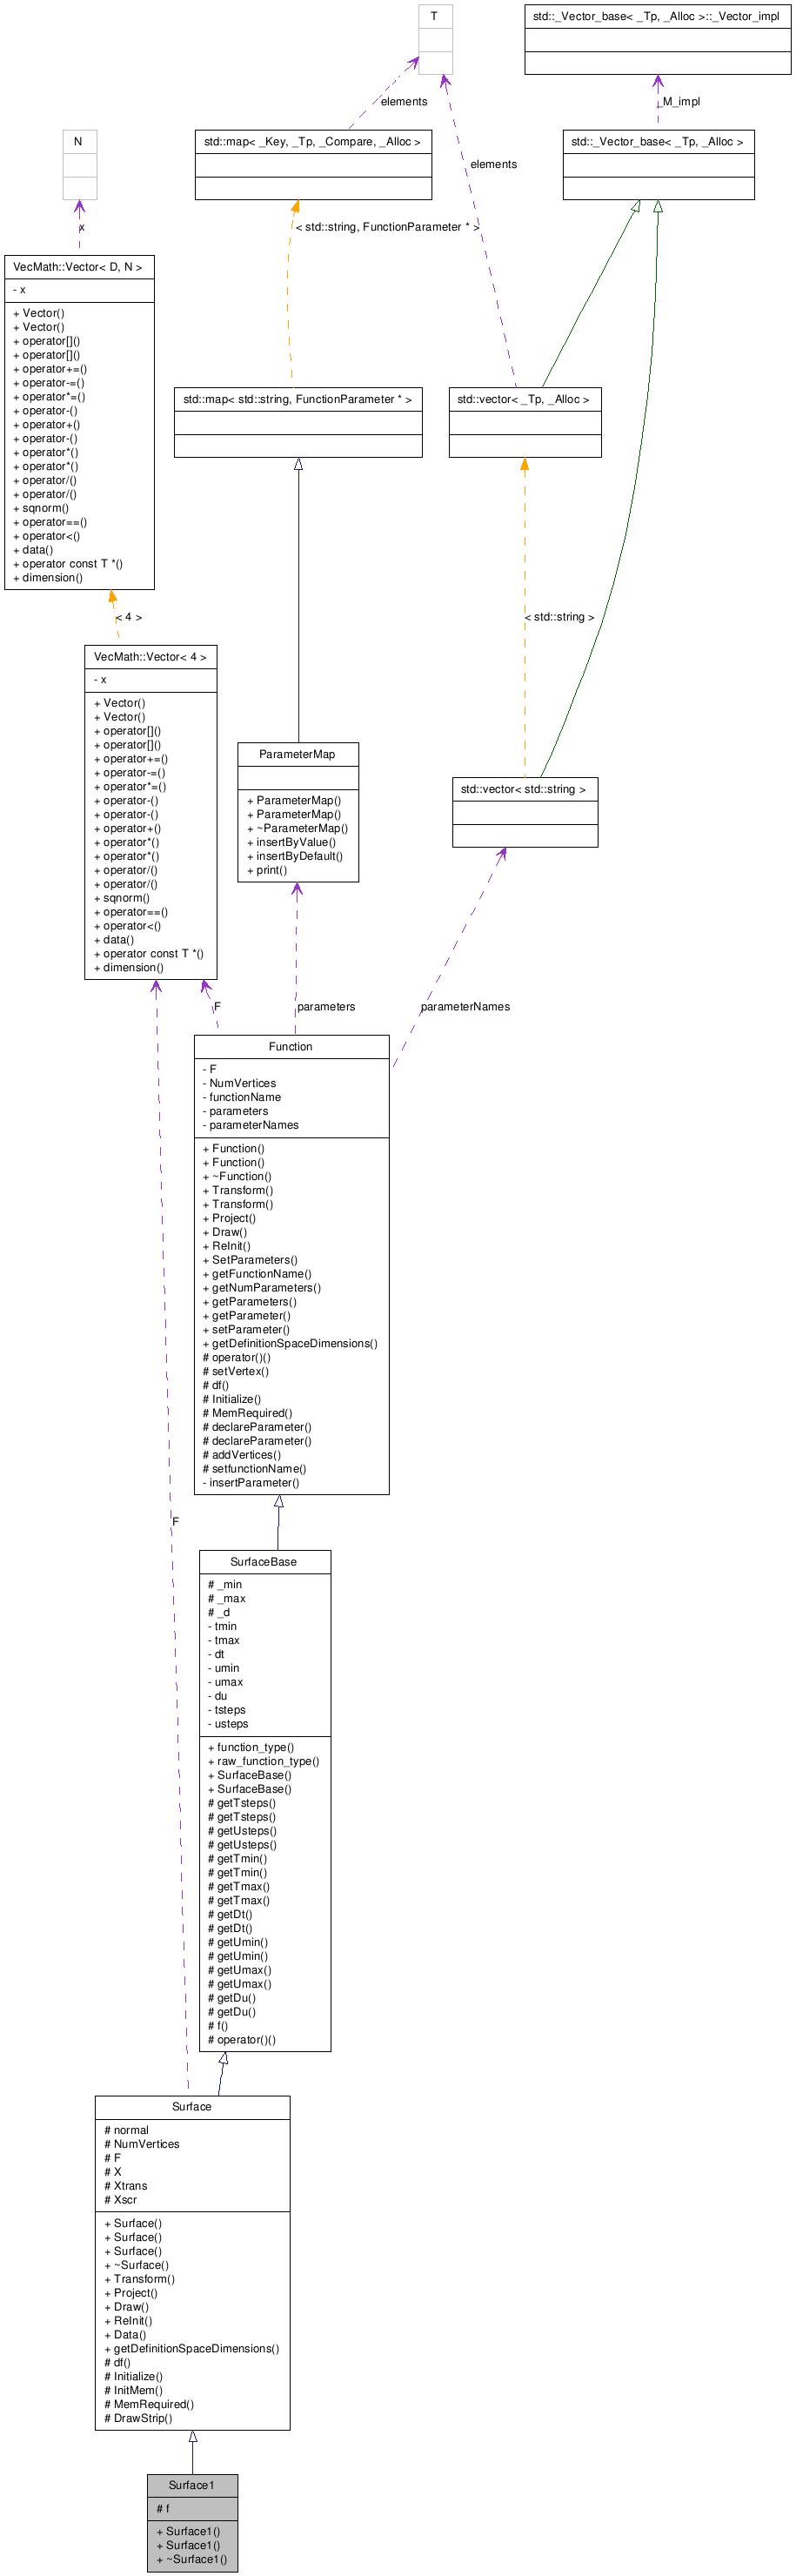 T
std::_Vector_base< _Tp, _Alloc >::_Vector_impl
elements
_M_impl
N
std::map< _Key, _Tp, _Compare, _Alloc >
std::_Vector_base< _Tp, _Alloc >
elements
x
< std::string, FunctionParameter * >
VecMath::Vector< D, N >
- x
+ Vector()
+ Vector()
+ operator[]()
+ operator[]()
+ operator+=()
+ operator-=()
+ operator*=()
+ operator-()
+ operator+()
+ operator-()
+ operator*()
+ operator*()
+ operator/()
+ operator/()
+ sqnorm()
+ operator==()
+ operator<()
+ data()
+ operator const T *()
+ dimension()
std::map< std::string, FunctionParameter * >
std::vector< _Tp, _Alloc >
< 4 >
< std::string >
VecMath::Vector< 4 >
- x
+ Vector()
+ Vector()
+ operator[]()
+ operator[]()
+ operator+=()
+ operator-=()
+ operator*=()
+ operator-()
+ operator-()
+ operator+()
+ operator*()
+ operator*()
+ operator/()
+ operator/()
+ sqnorm()
+ operator==()
+ operator<()
+ data()
+ operator const T *()
+ dimension()
ParameterMap
+ ParameterMap()
+ ParameterMap()
+ ~ParameterMap()
+ insertByValue()
+ insertByDefault()
+ print()
std::vector< std::string >
F
parameters
parameterNames
Function
- F
- NumVertices
- functionName
- parameters
- parameterNames
+ Function()
+ Function()
+ ~Function()
+ Transform()
+ Transform()
+ Project()
+ Draw()
+ ReInit()
+ SetParameters()
+ getFunctionName()
+ getNumParameters()
+ getParameters()
+ getParameter()
+ setParameter()
+ getDefinitionSpaceDimensions()
# operator()()
# setVertex()
# df()
# Initialize()
# MemRequired()
# declareParameter()
# declareParameter()
# addVertices()
# setfunctionName()
- insertParameter()
F
SurfaceBase
# _min
# _max
# _d
- tmin
- tmax
- dt
- umin
- umax
- du
- tsteps
- usteps
+ function_type()
+ raw_function_type()
+ SurfaceBase()
+ SurfaceBase()
# getTsteps()
# getTsteps()
# getUsteps()
# getUsteps()
# getTmin()
# getTmin()
# getTmax()
# getTmax()
# getDt()
# getDt()
# getUmin()
# getUmin()
# getUmax()
# getUmax()
# getDu()
# getDu()
# f()
# operator()()
Surface
# normal
# NumVertices
# F
# X
# Xtrans
# Xscr
+ Surface()
+ Surface()
+ Surface()
+ ~Surface()
+ Transform()
+ Project()
+ Draw()
+ ReInit()
+ Data()
+ getDefinitionSpaceDimensions()
# df()
# Initialize()
# InitMem()
# MemRequired()
# DrawStrip()
Surface1
# f
+ Surface1()
+ Surface1()
+ ~Surface1()